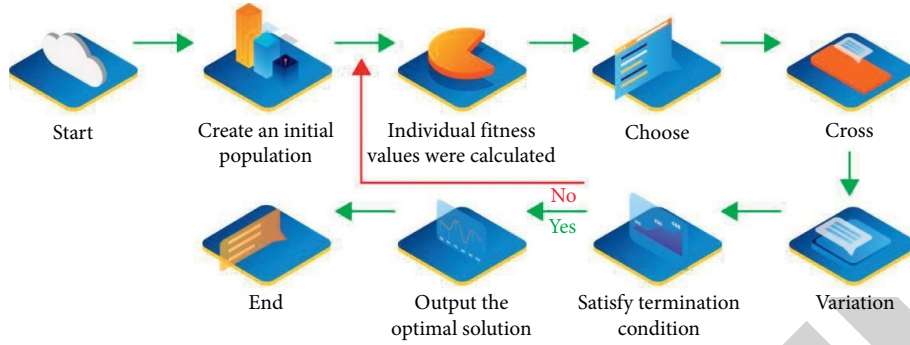 Start
Create an initial
population
Individual fitness
values were calculated
Choose
Cross
No
Yes
End
Output the
optimal solution
Satisfy termination
condition
Variation